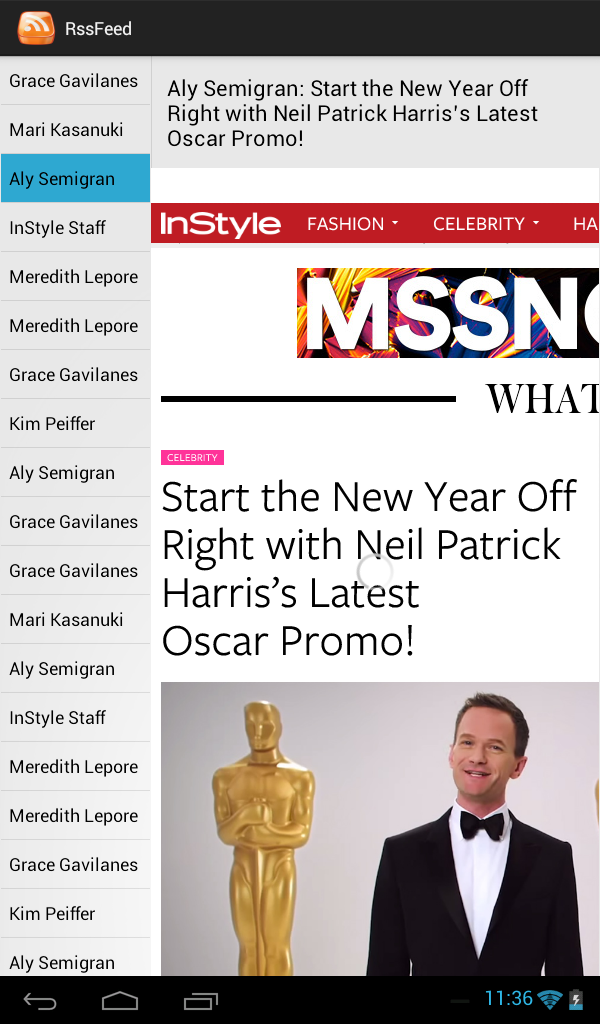 RssFeed
Grace Gavilanes
Mari Kasanuki
Aly Semigran
InStyle Staff
Meredith Lepore
Meredith Lepore
Grace Gavilanes
Kim Peiffer
Aly Semigran
Grace Gavilanes
Grace Gavilanes
Mari Kasanuki
Aly Semigran
InStyle Staff
Meredith Lepore
Meredith Lepore
Grace Gavilanes
Kim Peiffer
Aly Semigran
Aly Semigran: Start the New Year Off
Right with Neil Patrick Harris's Latest
Oscar Promo!
InStyle FASHION CELEBRITY HA
MSSN
WHAT
CELEBRITY
Start the New Year Off
Right with Neil Patrick
Harris’s Latest
Oscar Promo!
11:36